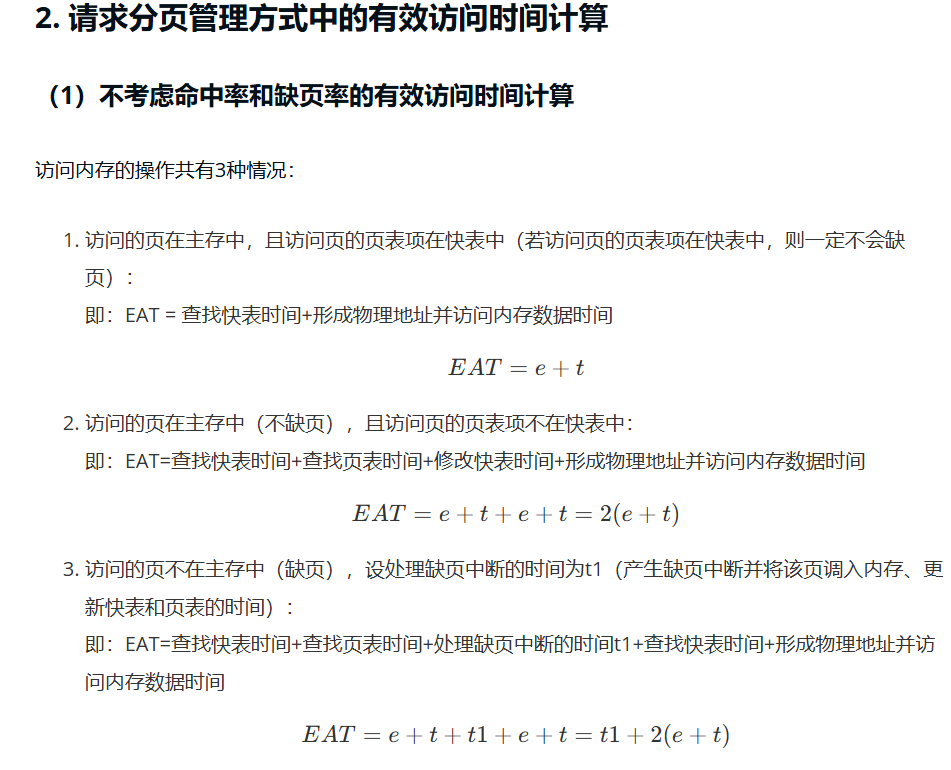 2. 请求分页管理方式中的有效访问时间计算
（1）不考虑命中率和缺页率的有效访问时间计算
访问内存的操作共有3种情况：
1. 访问的页在主存中，且访问页的页表项在快表中（若访问页的页表项在快表中，则一定不会缺
页）：
即：EAT = 查找快表时间+形成物理地址并访问内存数据时间
EAT = e + t
2. 访问的页在主存中（不缺页），且访问页的页表项不在快表中：
即：EAT=查找快表时间+查找页表时间+修改快表时间+形成物理地址并访问内存数据时间
EAT = e + t + e + t = 2(e + t)
3. 访问的页不在主存中（缺页），设处理缺页中断的时间为t1（产生缺页中断并将该页调入内存、更
新快表和页表的时间）：
即：EAT=查找快表时间+查找页表时间+处理缺页中断的时间t1+查找快表时间+形成物理地址并访
问内存数据时间
EAT = e + t + t1 + e + t = t1 + 2(e + t)